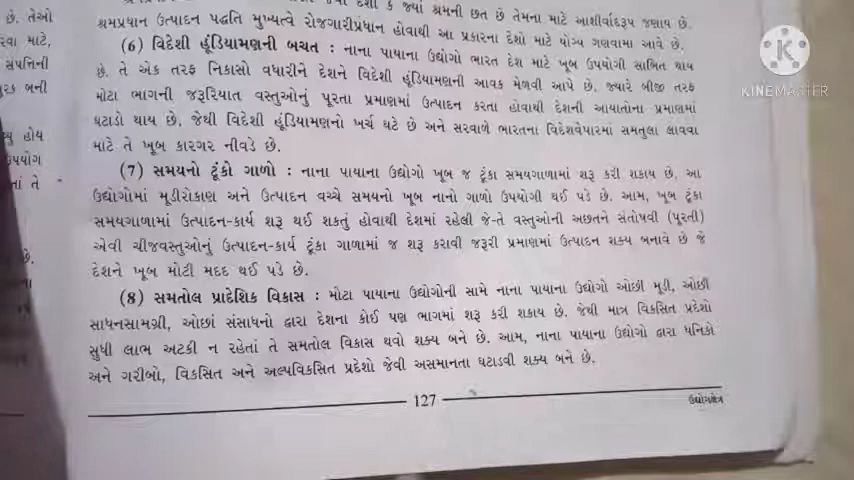 છે. તેઓ
રવા માટે,
સંપત્તિની
પુરક બની
હોય
ઉપયોગ
તાં તે
છે.
શ્રમપ્રધાન ઉત્પાદન પદ્ધતિ મુખ્યત્વે રોજગારીપ્રધાન હોવાથી આ પ્રકારના દેશો માટે યોગ્ય ગણવામાં આવે છે.
(6) વિદેશી હૂંડિયામણની બચત : નાના પાયાના ઉદ્યોગો ભારત દેશ માટે ખૂબ ઉપયોગી સાબિત થાય
છે. તે એક તરફ નિકાસો વધારીને દેશને વિદેશી હૂંડિયામણની આવક મેળવી આપે છે. જ્યારે બીજી તરફ
મોટા ભાગની જરૂરિયાત વસ્તુઓનું પૂરતા પ્રમાણમાં ઉત્પાદન કરતા હોવાથી દેશની આયાતોના પ્રમાણમાં
ઘટાડો થાય છે, જેથી વિદેશી હૂંડિયામણનો ખર્ચ ઘટે છે અને સરવાળે ભારતના વિદેશવેપારમાં સમતુલા લાવવા
માટે તે ખૂબ કારગર નીવડે છે.
(7) સમયનો ટૂંકો ગાળો : નાના પાયાના ઉદ્યોગો ખૂબ જ ટૂંકા સમયગાળામાં શરૂ કરી શકાય છે. આ
ઉદ્યોગોમાં મૂડીરોકાણ અને ઉત્પાદન વચ્ચે સમયનો ખૂબ નાનો ગાળો ઉપયોગી થઈ પડે છે. આમ, ખૂબ ટૂંકા
સમયગાળામાં ઉત્પાદન-કાર્ય શરૂ થઈ શકતું હોવાથી દેશમાં રહેલી જે-તે વસ્તુઓની અછતને સંતોષવી (પૂરતી)
એવી ચીજવસ્તુઓનું ઉત્પાદન-કાર્ય ટૂંકા ગાળામાં જ શરૂ કરાવી જરૂરી પ્રમાણમાં ઉત્પાદન શક્ય બનાવે છે જે
દેશને ખૂબ મોટી મદદ થઈ પડે છે.
(8) સમતોલ પ્રાદેશિક વિકાસ : મોટા પાયાના ઉદ્યોગોની સામે નાના પાયાના ઉદ્યોગો ઓછી મૂડી, ઓછી
સાધનસામગ્રી, ઓછાં સંસાધનો દ્વારા દેશના કોઈ પણ ભાગમાં શરૂ કરી શકાય છે. જેથી માત્ર વિકસિત પ્રદેશો
સુધી લાભ અટકી ન રહેતાં તે સમતોલ વિકાસ થવો શક્ય બને છે. આમ, નાના પાયાના ઉદ્યોગો દ્વારા ધનિકો
અને ગરીબો, વિકસિત અને અલ્પવિકસિત પ્રદેશો જેવી અસમાનતા ઘટાડવી શક્ય બને છે.
127
ઉદ્યોગક્ષેત્ર
KINEMASTER